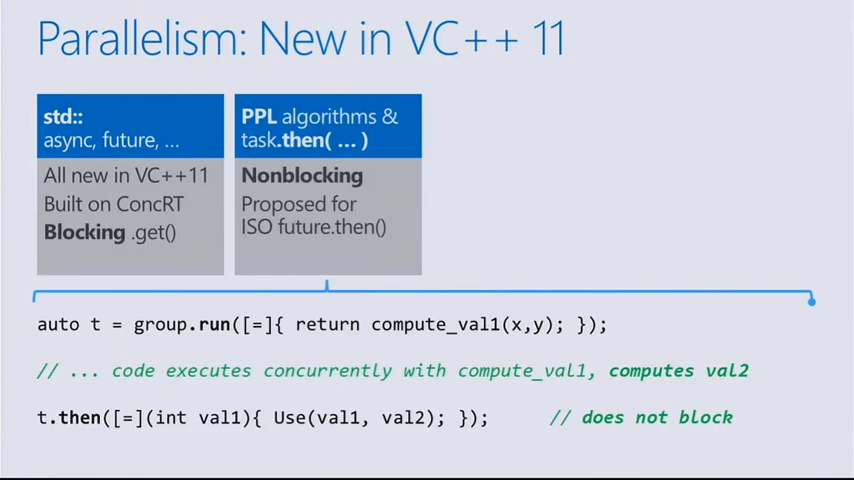 Parallelism: New in VC++ 11
std::
async, future, ...
All new in VC++11
Built on ConcRT
Blocking .get()
PPL algorithms &
task.then( ... )
Nonblocking
Proposed for
ISO future.then()
auto t = group.run([=]{ return compute_val1(x,y); });
// ... code executes concurrently with compute_val1, computes val2
t.then([=](int val1){ Use(val1, val2); }); // does not block